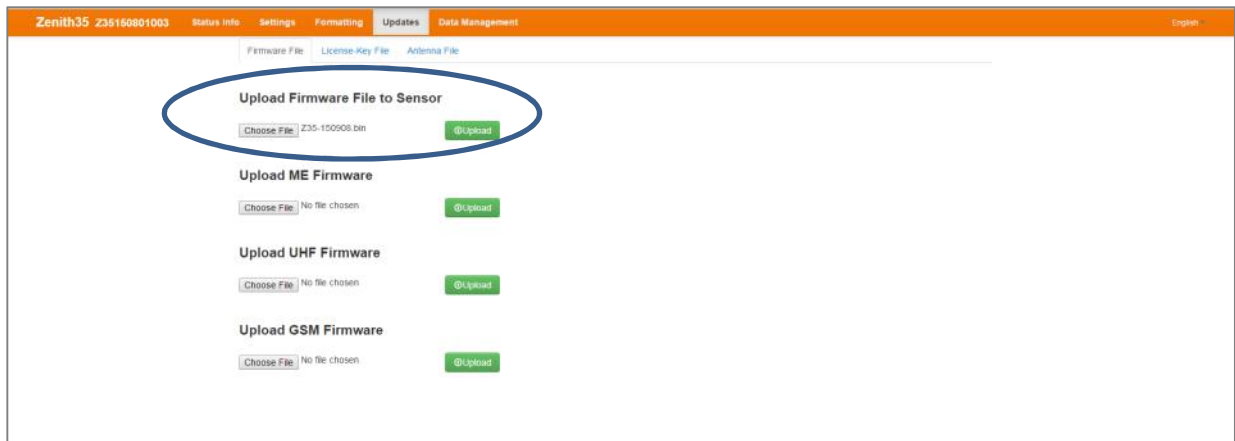 Zenith35 Z35150801003 Status Info Settings Formatting Updates Data Management English
Firmware File License-Key File Antenna File
Upload Firmware File to Sensor
Choose File Z35-150908.bin Upload
Upload ME Firmware
Choose File No file chosen Upload
Upload UHF Firmware
Choose File No file chosen Upload
Upload GSM Firmware
Choose File No file chosen Upload